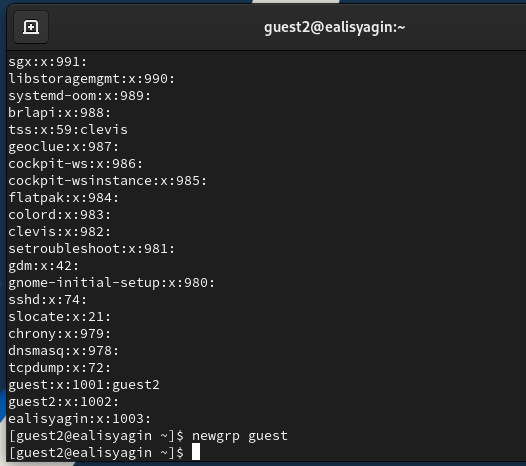 guest2@ealisyagin:~
sgx:x:991:
libstoragemgmt:x:990:
systemd-oom:x:989:
brlapi:x:988:
tss:x:59:clevis
geoclue:x:987:
cockpit-ws:x:986:
cockpit-wsinstance:x:985:
flatpak:x:984:
colord:x:983:
clevis:x:982:
setroubleshoot:x:981:
gdm:x:42:
gnome-initial-setup:x:980:
sshd:x:74:
slocate:x:21:
chrony:x:979:
dnsmasq:x:978:
tcpdump:x:72:
guest:x:1001:guest2
guest2:x:1002:
ealisyagin:x:1003:
[guest2@ealisyagin ~]$ newgrp guest
[guest2@ealisyagin ~]$